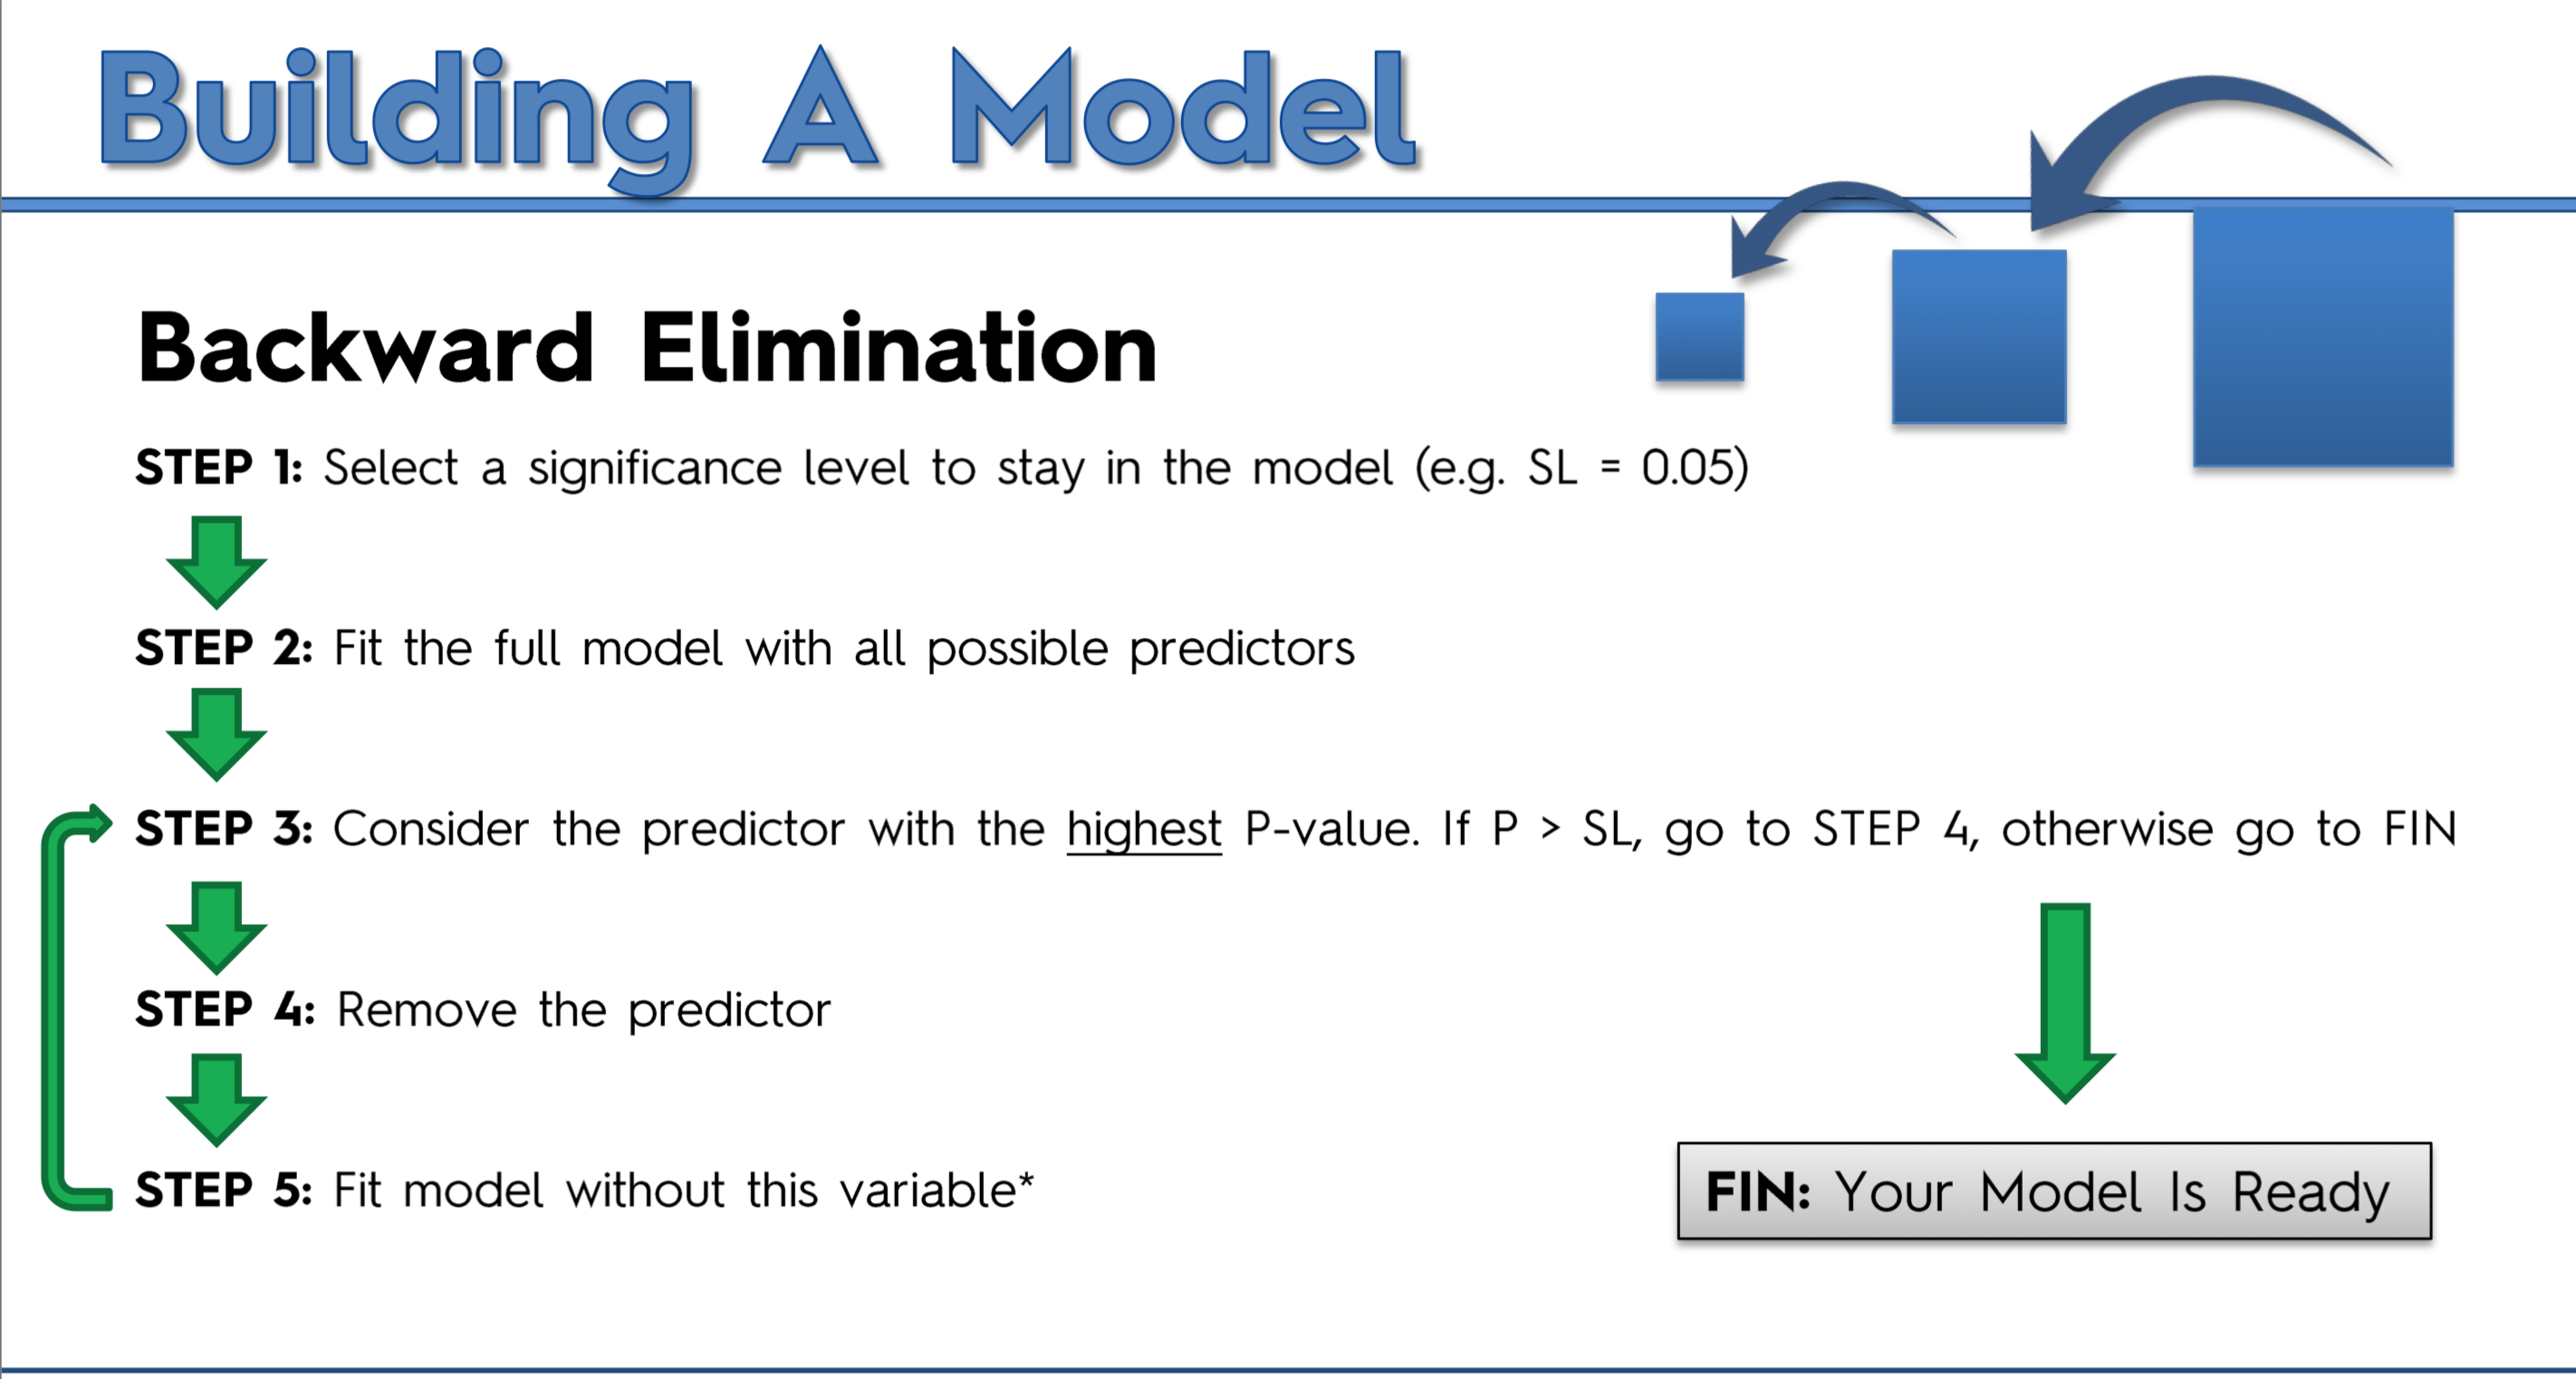 Building A Model
Backward Elimination
STEP 1: Select a significance level to stay in the model (e.g. SL = 0.05)
STEP 2: Fit the full model with all possible predictors
STEP 3: Consider the predictor with the highest P-value. If P > SL, go to STEP 4, otherwise go to FIN
STEP 4: Remove the predictor
STEP 5: Fit model without this variable*
FIN: Your Model Is Ready